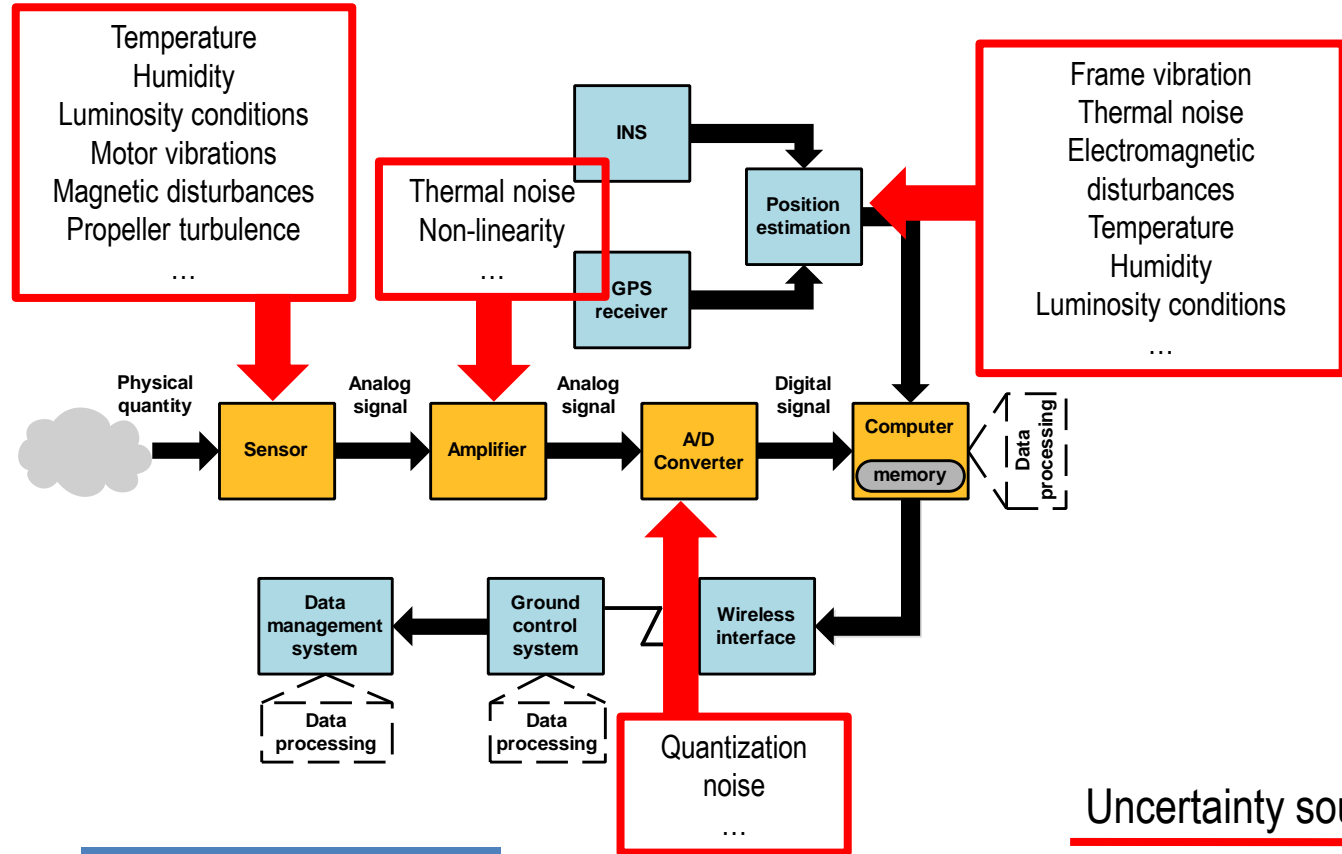 Temperature
Humidity
Luminosity conditions
Motor vibrations
Magnetic disturbances
Propeller turbulence
…
Thermal noise
Non-linearity
…
INS
GPS
receiver
Position
estimation
Frame vibration
Thermal noise
Electromagnetic
disturbances
Temperature
Humidity
Luminosity conditions
…
Physical
quantity
Sensor
Analog
signal
Amplifier
Analog
signal
A/D
Converter
Digital
signal
Computer
memory
Data
processing
Data
management
system
Ground
control
system
Wireless
interface
Data
processing
Data
processing
Quantization
noise
…
Uncertainty sou